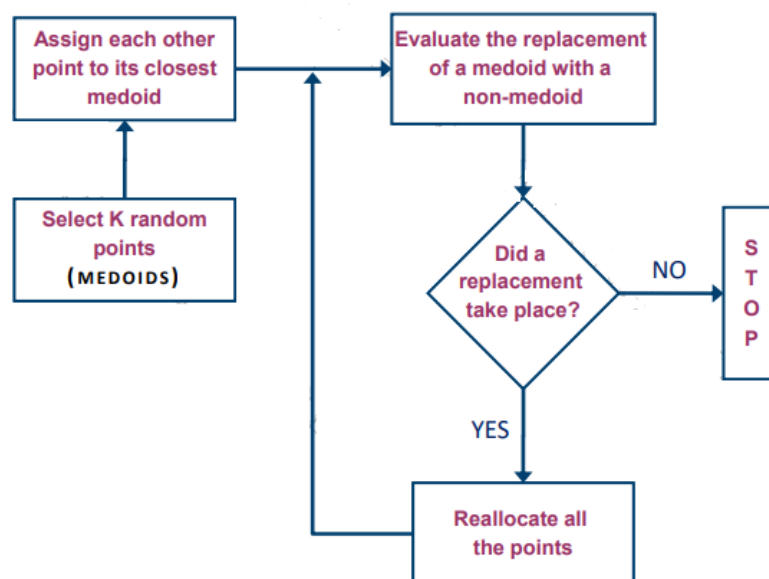 Assign each other
point to its closest
medoid
Evaluate the replacement
of a medoid with a
non-medoid
Select K random
points
(MEDOIDS)
Did a
replacement
take place?
NO
S
T
O
P
YES
Reallocate all
the points